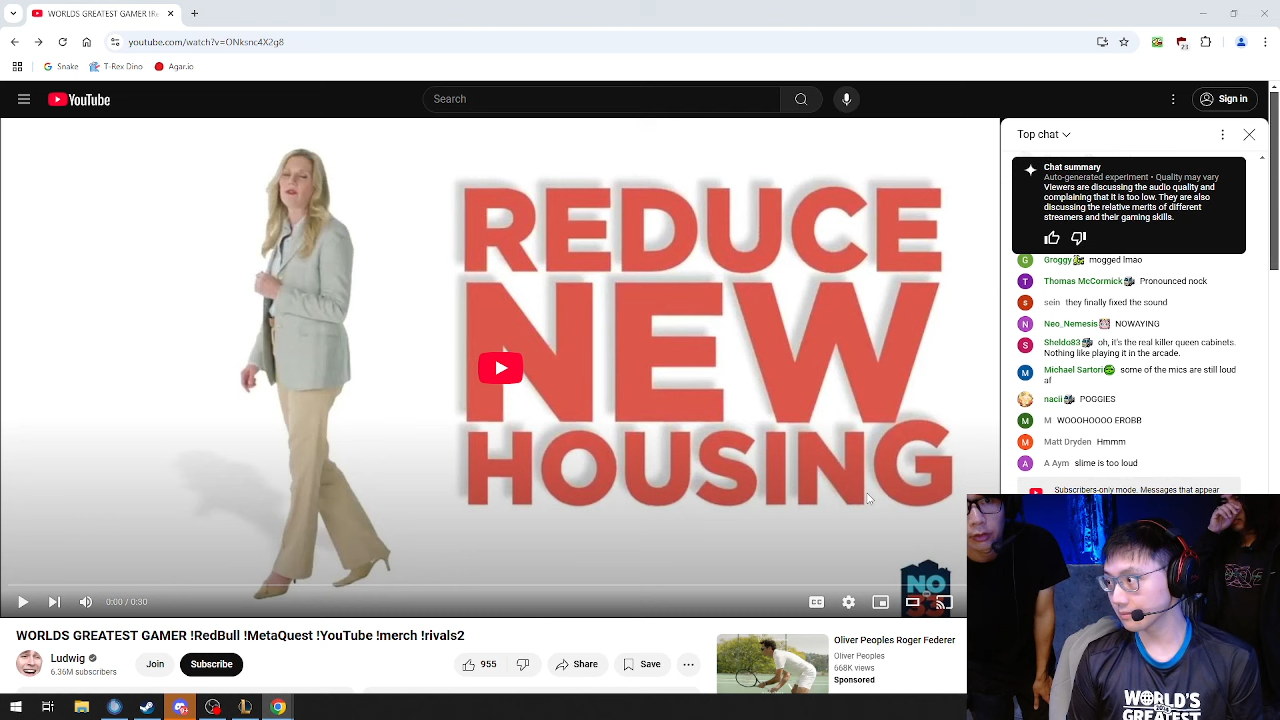 WORLDS GREATEST GAMER !Re
youtube.com/watch?v=ONksnc4X2g8
23
Snake
T-Rex Dino
Agar.io
YouTube
Search
Sign in
REDUCE
NEW
HOUSING
NO
0:00 / 0:30
CC
Top chat
Chat summary
Auto-generated experiment • Quality may vary
Viewers are discussing the audio quality and
complaining that it is too low. They are also
discussing the relative merits of different
streamers and their gaming skills.
G Groggy mogged lmao
T Thomas McCormick Pronounced nock
s sein they finally fixed the sound
N Neo_Nemesis NOWAYING
S Sheldo83 oh, it's the real killer queen cabinets.
Nothing like playing it in the arcade.
M Michael Sartori some of the mics are still loud
af
nacii POGGIES
M M WOOOHOOOO EROBB
Matt Dryden Hmmm
A A Aym slime is too loud
Subscribers-only mode. Messages that appear
WORLDS GREATEST GAMER !RedBull !MetaQuest !YouTube !merch !rivals2
Ludwig
6.36M subscribers
Join
Subscribe
955
Share
Save
Oliver Peoples Roger Federer
Oliver Peoples
668K views
Sponsored
WORLD'S
GREATEST